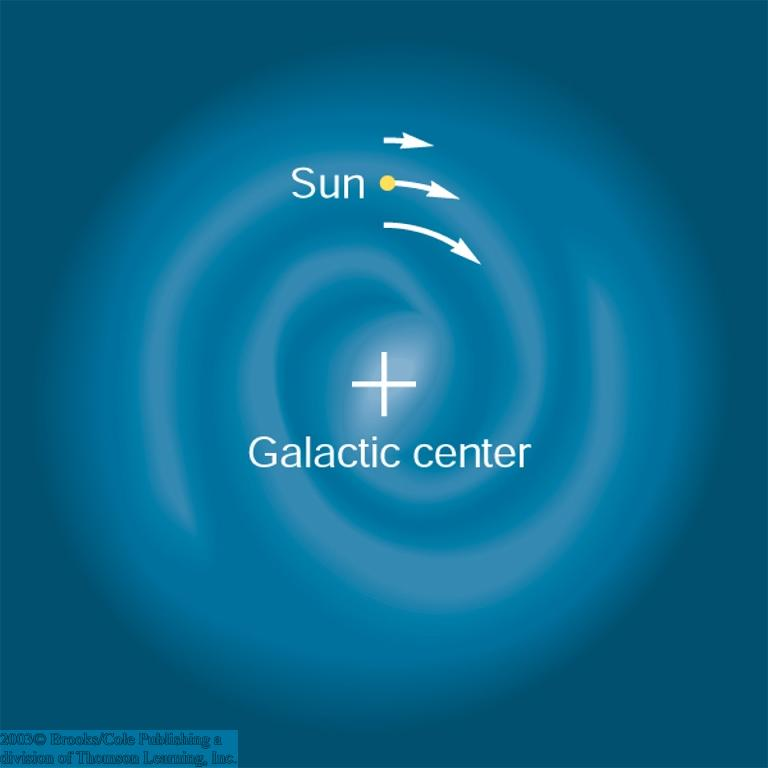 Sun
Galactic center
2003© Brooks/Cole Publishing a
division of Thomson Learning, Inc.